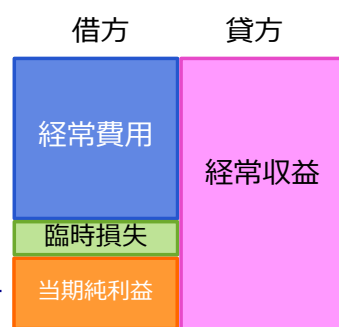 借方
貸方
経常費用
経常収益
臨時損失
当期純利益